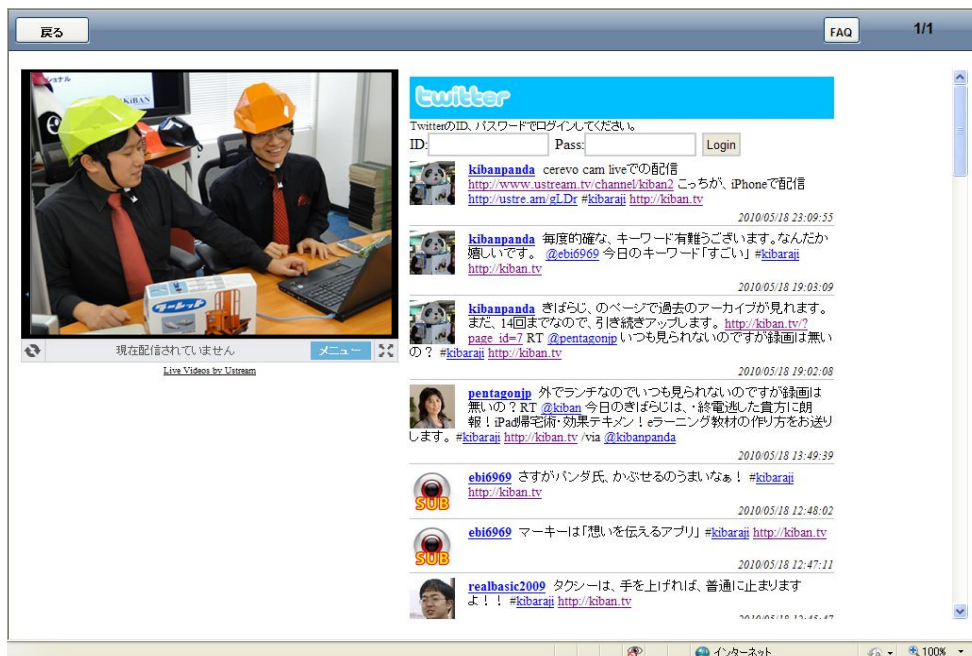 戻る
FAQ
1/1
KiBAN
twitter
TwitterのID、パスワードでログインしてください。
ID: Pass: Login
kibanpanda cerevo cam liveでの配信
http://www.ustream.tv/channel/kiban2 こっちが、iPhoneで配信
http://ustre.am/gLDr #kibaraji http://kiban.tv
2010/05/18 23:09:55
kibanpanda 毎度的確な、キーワード有難うございます。なんだか
嬉しいです。 @ebi6969 今日のキーワード「すごい」 #kibaraji
http://kiban.tv
2010/05/18 19:03:09
kibanpanda きばらじ、のページで過去のアーカイブが見れます。
まだ、14回までなので、引き続きアップします。 http://kiban.tv/?
page_id=7 RT @pentagonjp いつも見られないのですが録画は無い
の？ #kibaraji http://kiban.tv
2010/05/18 19:02:08
pentagonjp 外でランチなのでいつも見られないのですが録画は
無いの？RT @kiban 今日のきばらじは、・終電逃した貴方に朗
報！iPad帰宅術・効果テキメン！eラーニング教材の作り方をお送り
します。#kibaraji http://kiban.tv /via @kibanpanda
2010/05/18 13:49:39
ebi6969 さすがパンダ氏、かぶせるのうまいなぁ！ #kibaraji
http://kiban.tv
2010/05/18 12:48:02
SUB
ebi6969 マーキーは「想いを伝えるアプリ」 #kibaraji http://kiban.tv
2010/05/18 12:47:11
SUB
realbasic2009 タクシーは、手を上げれば、普通に止まります
よ！！ #kibaraji http://kiban.tv
現在配信されていません
メニュー
Live Videos by Ustream
インターネット
100%